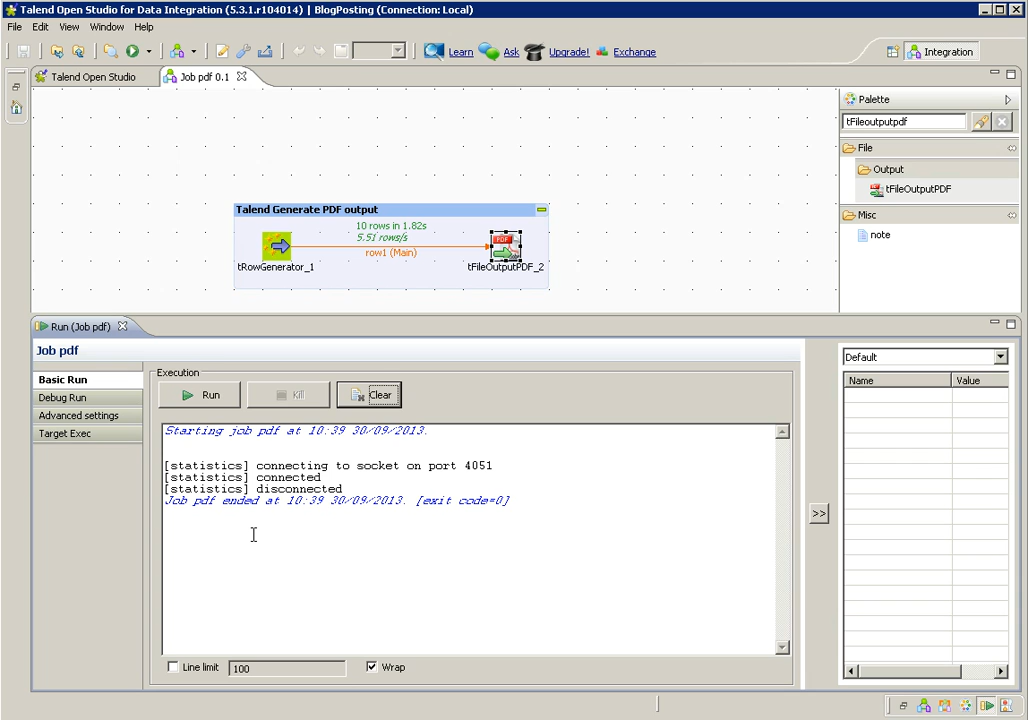 Talend Open Studio for Data Integration (5.3.1.r104014) | BlogPosting (Connection: Local)
File Edit View Window Help
Learn Ask Upgrade! Exchange Integration
Talend Open Studio Job pdf 0.1
Palette
tFileoutputpdf
File
Output
tFileOutputPDF
Misc
note
Talend Generate PDF output
10 rows in 1.82s
5.51 rows/s
row1 (Main)
tRowGenerator_1
PDF
tFileOutputPDF_2
Run (Job pdf)
Job pdf
Basic Run
Debug Run
Advanced settings
Target Exec
Execution
Run Kill Clear
Starting job pdf at 10:39 30/09/2013.
[statistics] connecting to socket on port 4051
[statistics] connected
[statistics] disconnected
Job pdf ended at 10:39 30/09/2013. [exit code=0]
Line limit 100 Wrap
>>
Default
Name Value